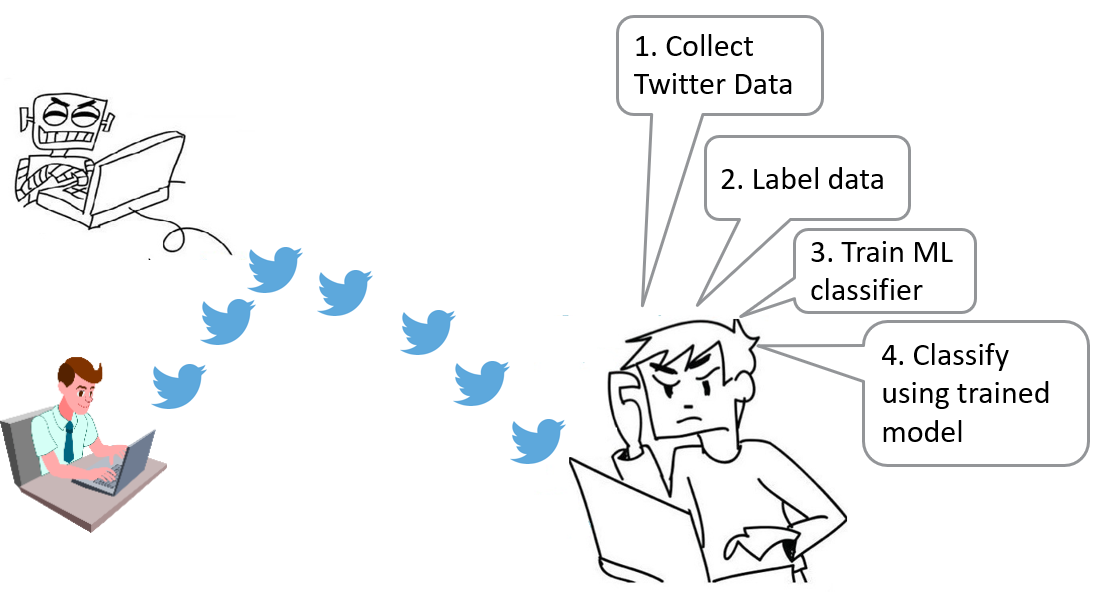 1. Collect
Twitter Data
2. Label data
3. Train ML
classifier
4. Classify
using trained
model